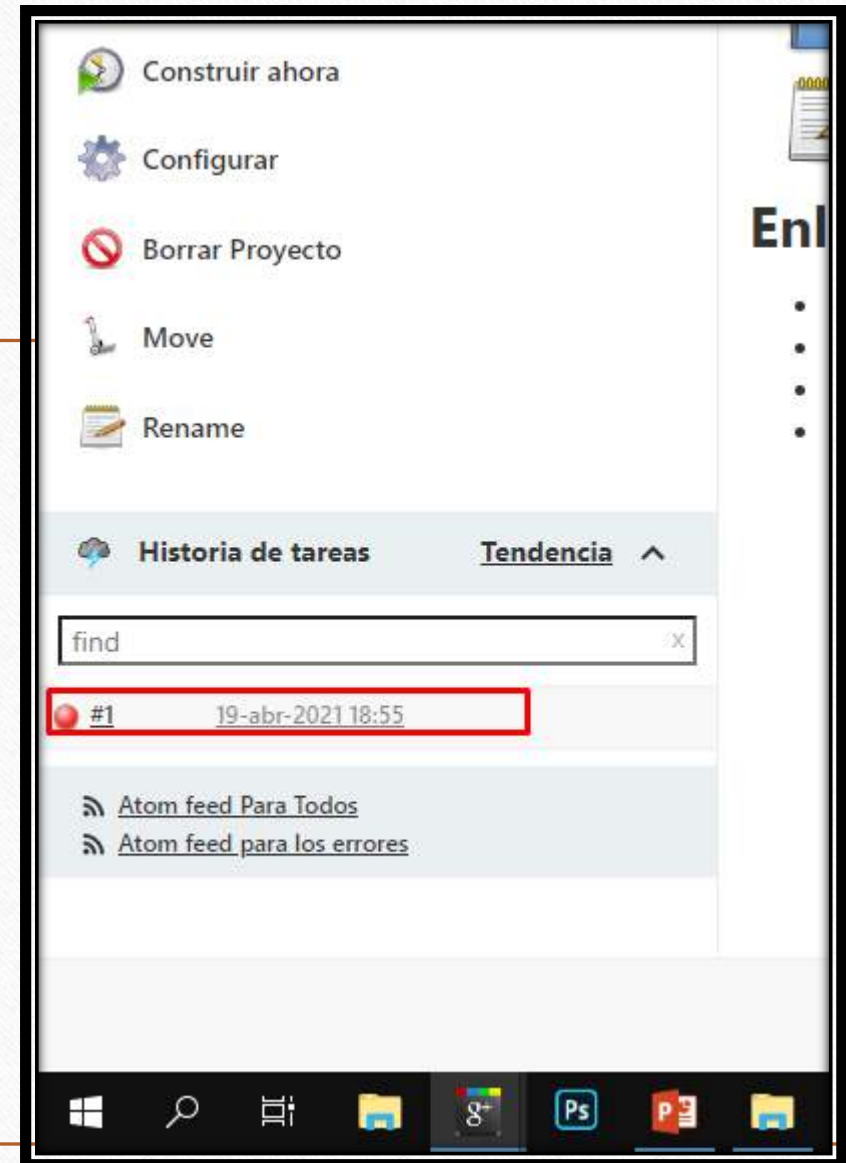 Construir ahora
Configurar
Borrar Proyecto
Move
Rename
Enl
Historia de tareas Tendencia
find x
#1 19-abr-2021 18:55
Atom feed Para Todos
Atom feed para los errores
g+ Ps P